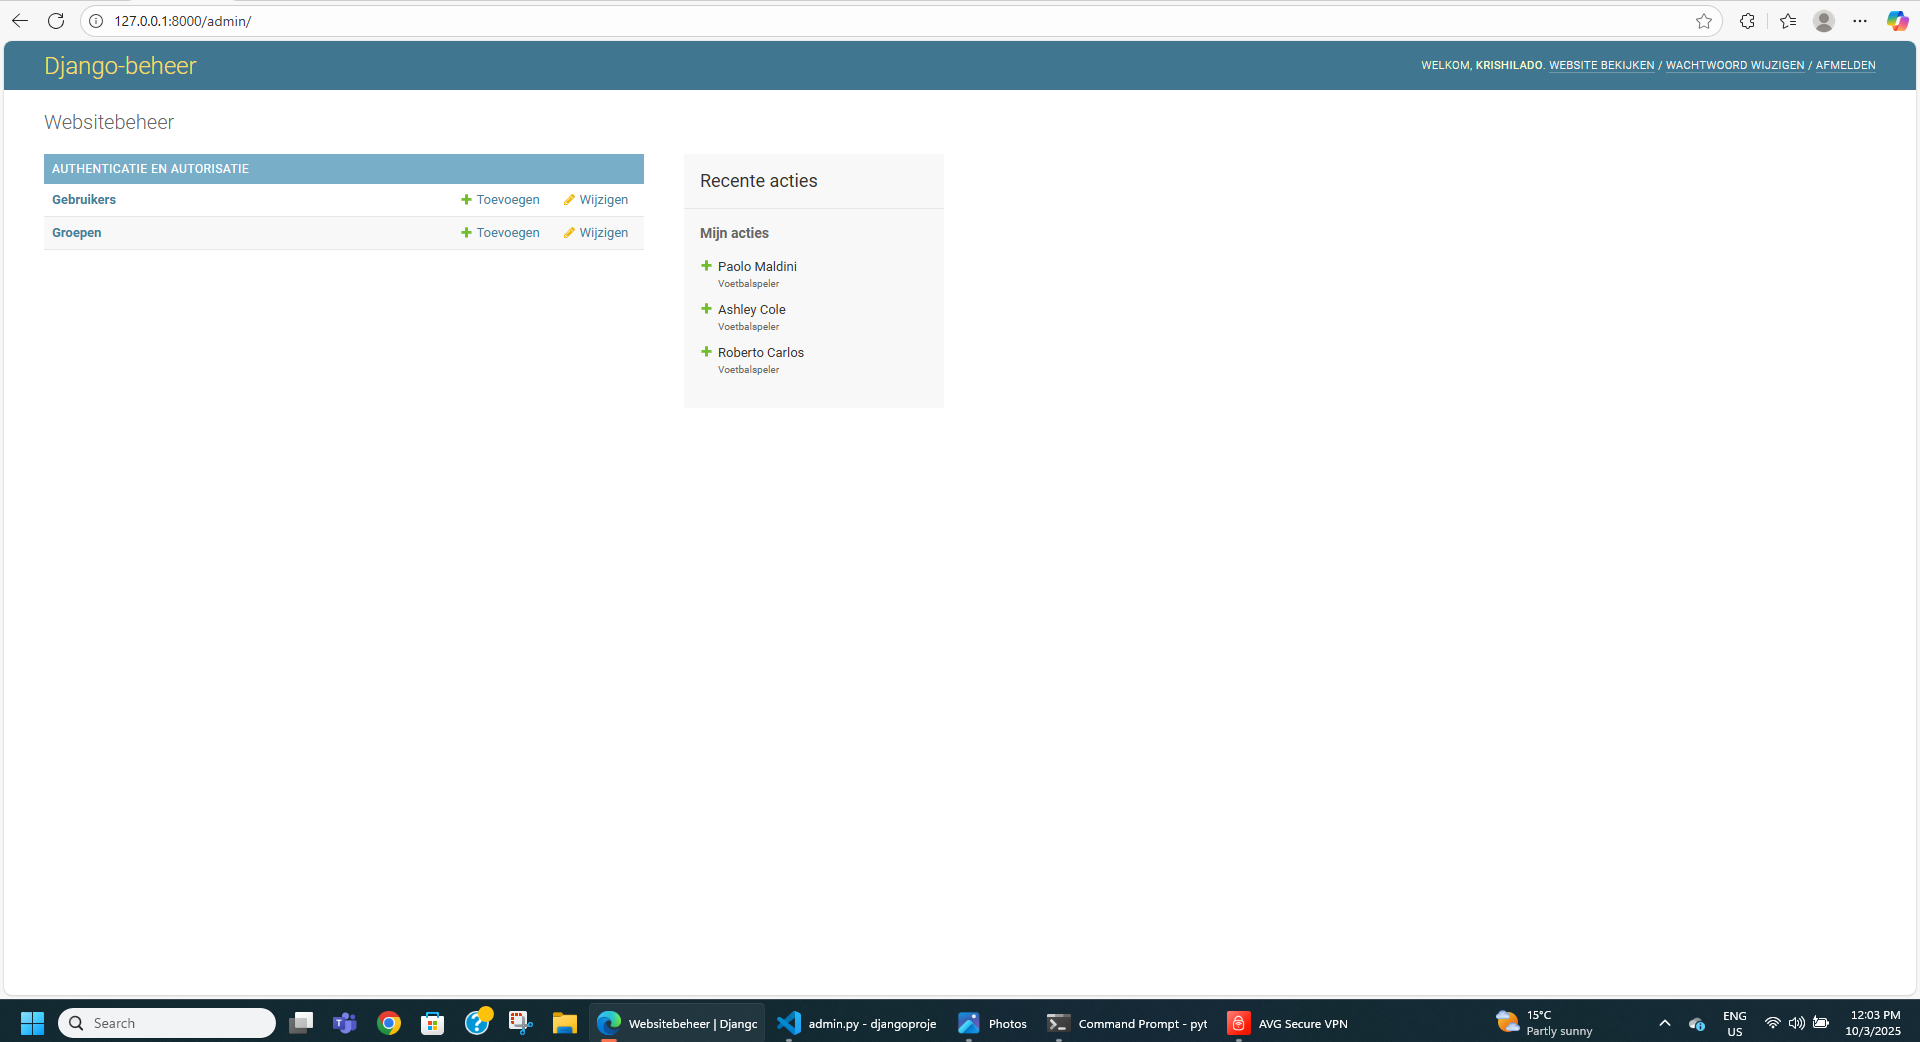 127.0.0.1:8000/admin/
Django-beheer
WELKOM, KRISHILADO. WEBSITE BEKIJKEN / WACHTWOORD WIJZIGEN / AFMELDEN
Websitebeheer
AUTHENTICATIE EN AUTORISATIE
Gebruikers Toevoegen Wijzigen
Groepen Toevoegen Wijzigen
Recente acties
Mijn acties
Paolo Maldini
Voetbalspeler
Ashley Cole
Voetbalspeler
Roberto Carlos
Voetbalspeler
Search
Websitebeheer | Djangc
admin.py - djangoproje
Photos
Command Prompt - pyt
AVG Secure VPN
15°C
Partly sunny
ENG
US
12:03 PM
10/3/2025